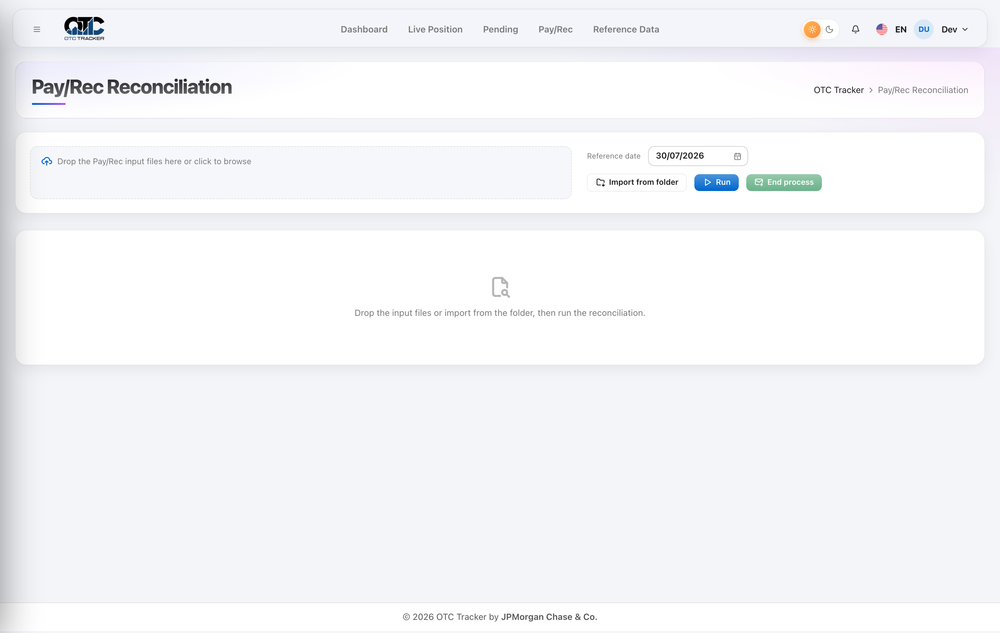 OTC
OTC TRACKER
Dashboard
Live Position
Pending
Pay/Rec
Reference Data
EN
DU
Dev
Pay/Rec Reconciliation
OTC Tracker > Pay/Rec Reconciliation
Drop the Pay/Rec input files here or click to browse
Reference date
30/07/2026
Import from folder
Run
End process
Drop the input files or import from the folder, then run the reconciliation.
© 2026 OTC Tracker by JPMorgan Chase & Co.